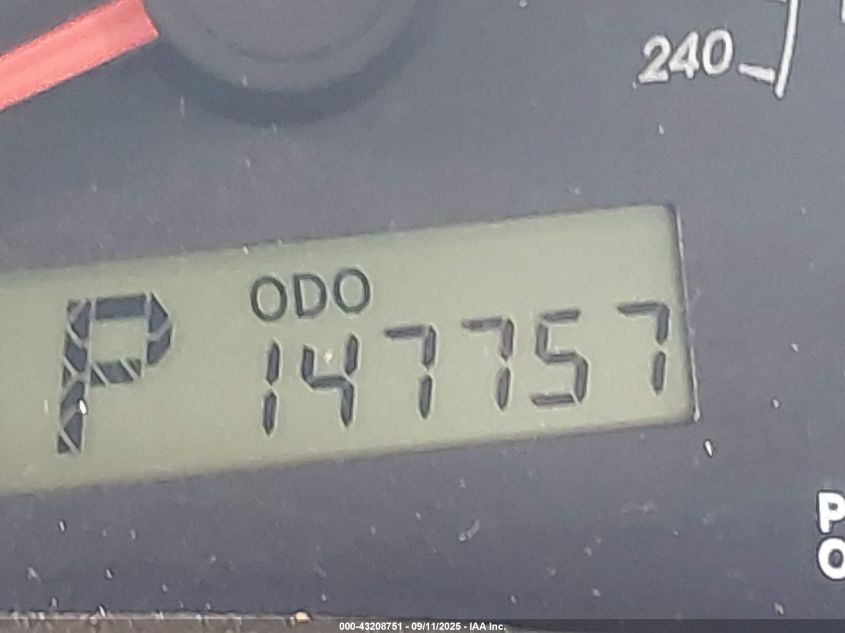 240
ODO
P 147757
P
O
000-43208751 - 09/11/2025 - IAA Inc.